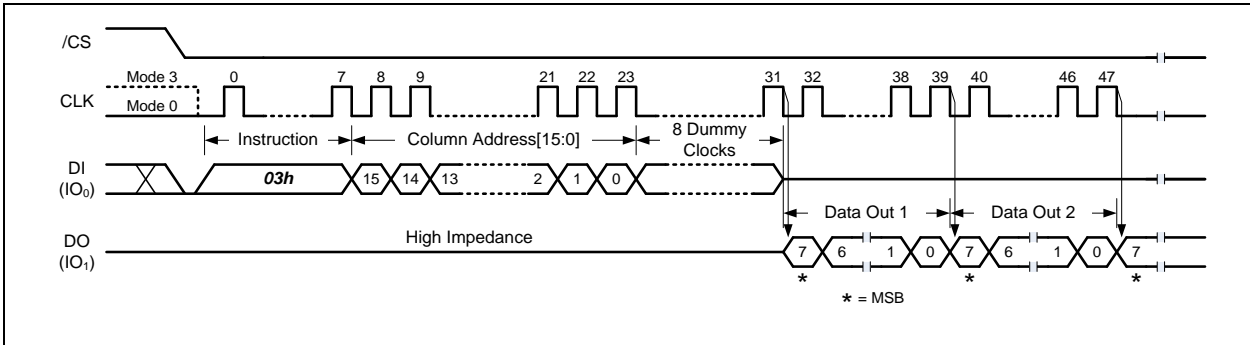 /CS
Mode 3 0 7 8 9 21 22 23 31 32 38 39 40 46 47
CLK
Mode 0
Instruction Column Address[15:0] 8 Dummy
Clocks
DI
(IO0)
03h 15 14 13 2 1 0
Data Out 1 Data Out 2
High Impedance
DO
(IO1)
7 6 1 0 7 6 1 0 7
* * *
* = MSB